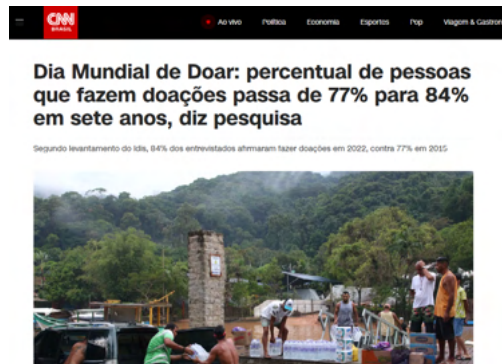 CNN
BRASIL
Ao vivo Política Economia Esportes Pop Viagem & Gastron
Dia Mundial de Doar: percentual de pessoas
que fazem doações passa de 77% para 84%
em sete anos, diz pesquisa
Segundo levantamento do Idis, 84% dos entrevistados afirmaram fazer doações em 2022, contra 77% em 2015